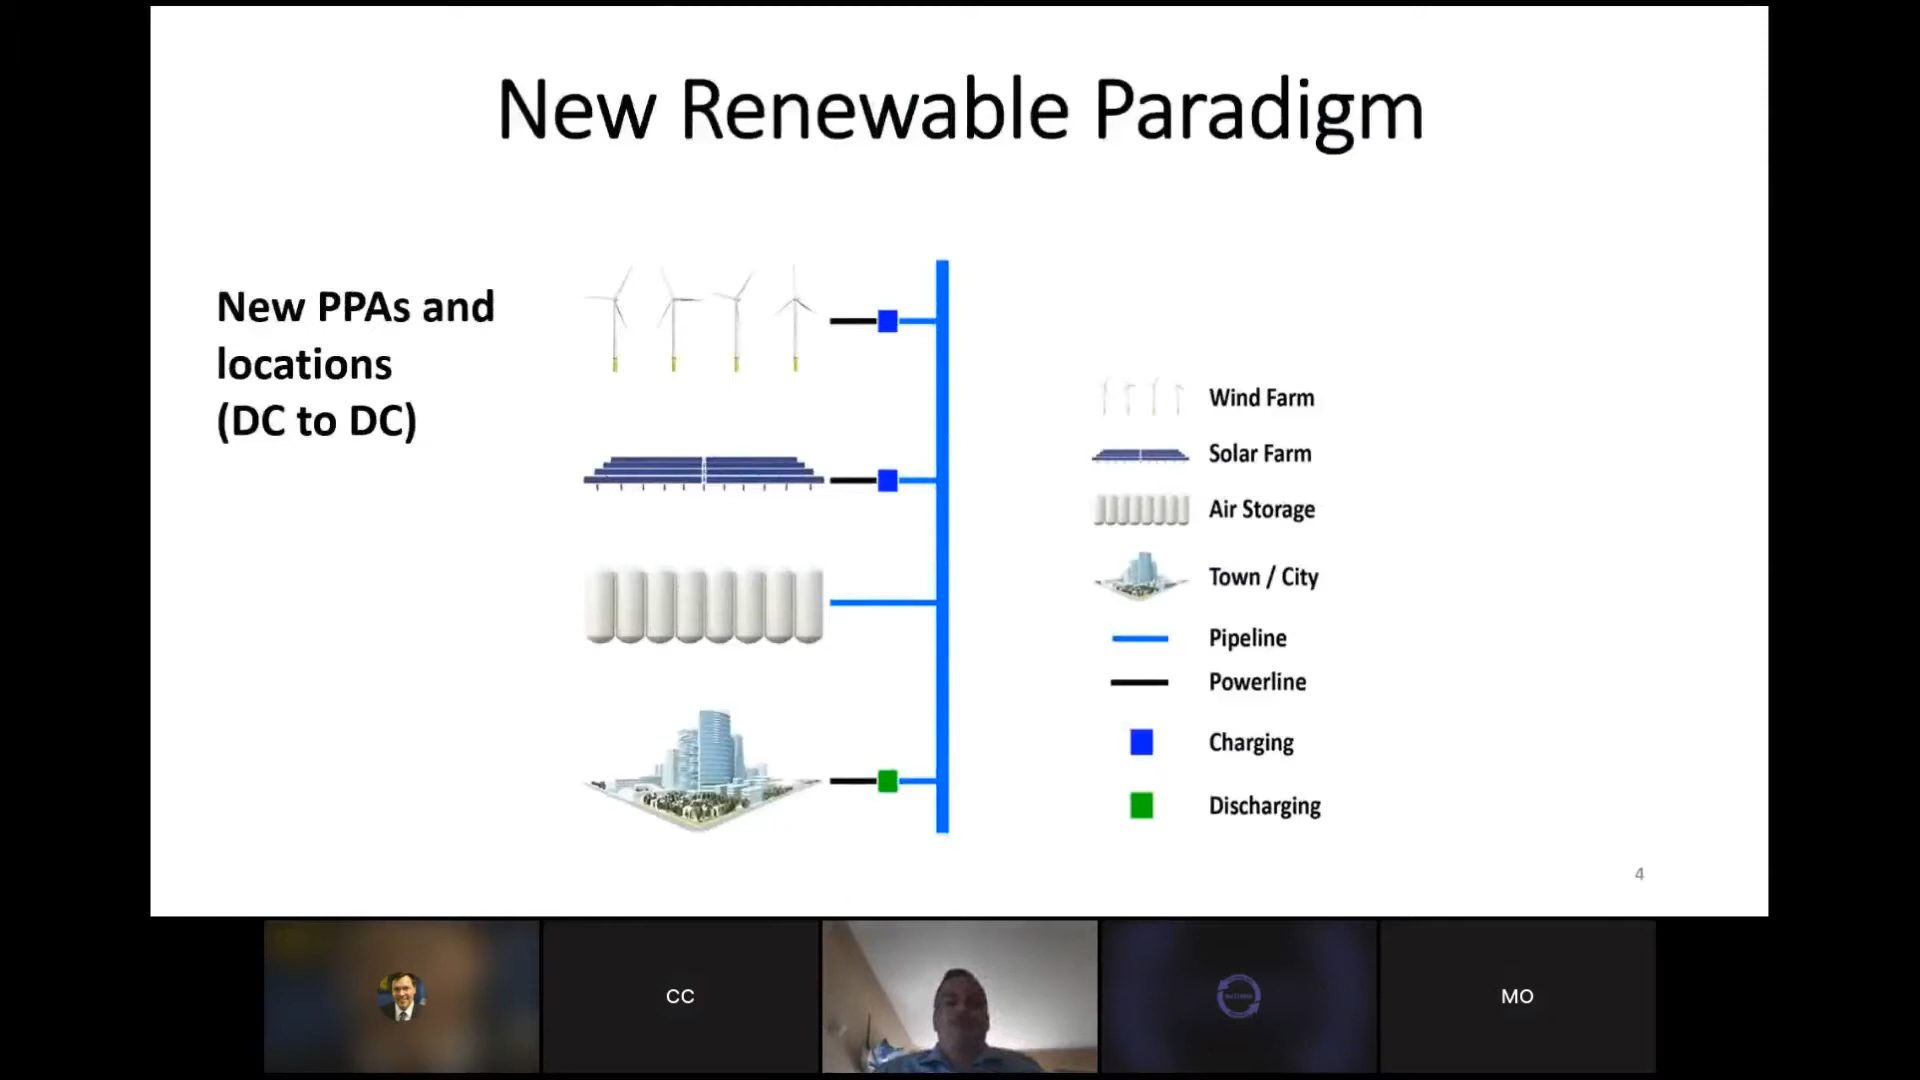 New Renewable Paradigm
New PPAs and
locations
(DC to DC)
Wind Farm
Solar Farm
Air Storage
Town / City
Pipeline
Powerline
Charging
Discharging
4
CC
MO